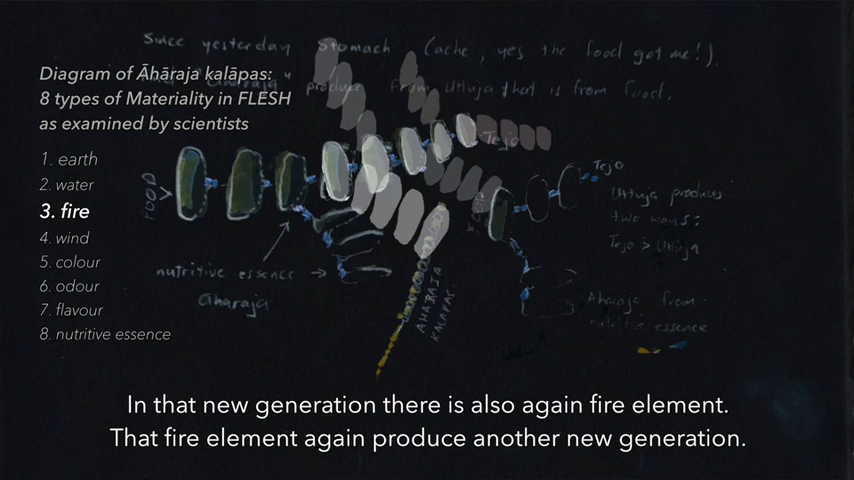 Since yesterday Stomach (ache, yes the food got me!).
Diagram of Āhāraja kalāpas:
8 types of Materiality in FLESH
as examined by scientists
produce from Uttuja that is from food.
1. earth
2. water
3. fire
4. wind
5. colour
6. odour
7. flavour
8. nutritive essence
FOOD
Tejo
Tejo
Uttuja produces
two ways:
Tejo > Uttuja
nutritive essence
aharaja
AHARAJA
KALAPAS
Aharaja from
nutritive essence
In that new generation there is also again fire element.
That fire element again produce another new generation.